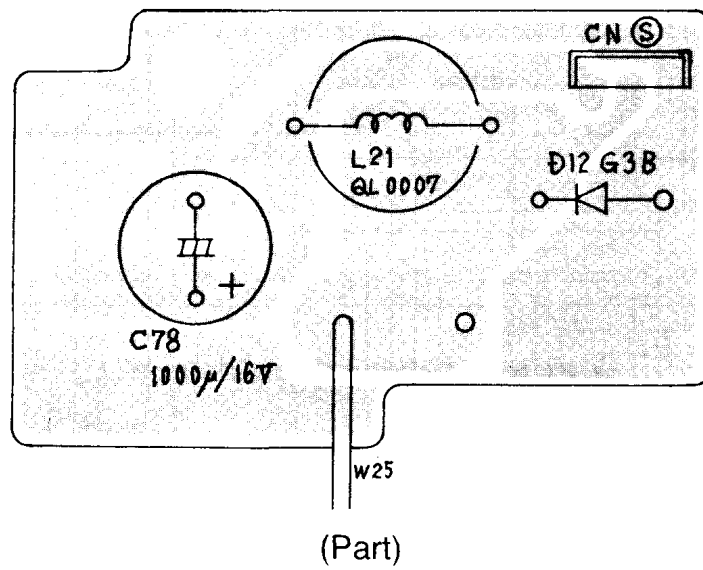 CN Ⓢ
L21
QL0007
D12 G3B
+
C78
1000μ/16V
W25
(Part)